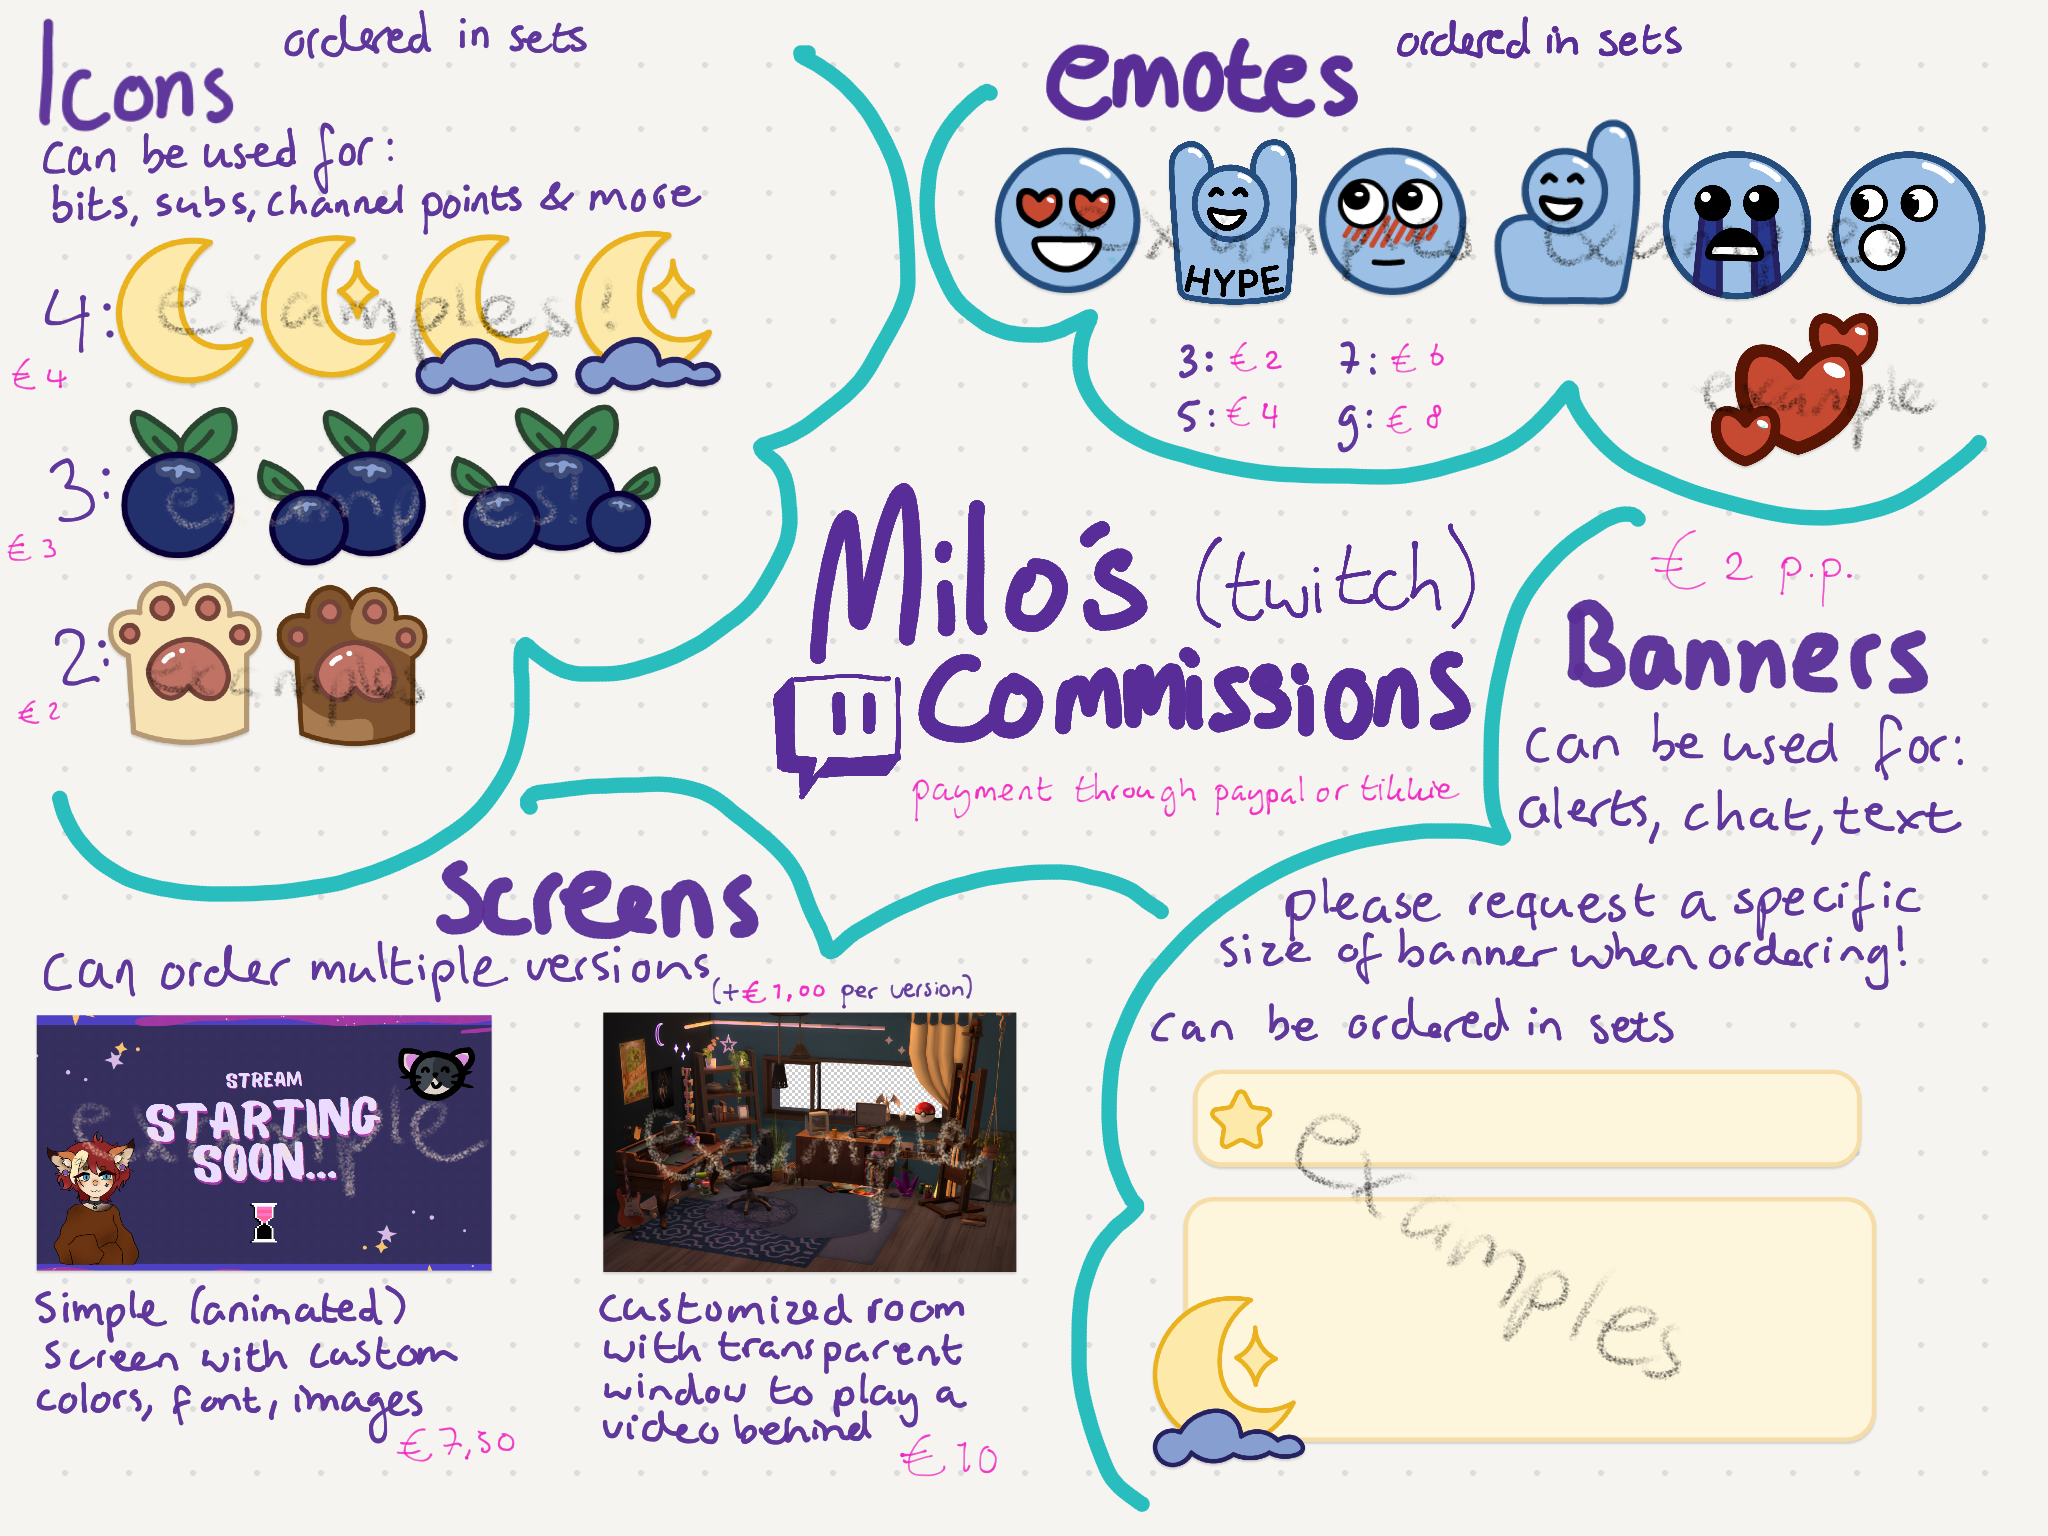 Icons
ordered in sets
can be used for:
bits, subs, channel points & more
4:
€4
examples!
3:
€3
examples!
2:
€2
examples
emotes
ordered in sets
HYPE
examples example
3: €2
7: €6
5: €4
9: €8
example
Milo's (twitch)
Commissions
payment through paypal or tikkie
€2 p.p.
Banners
can be used for:
alerts, chat, text
please request a specific
size of banner when ordering!
can be ordered in sets
examples
Screens
can order multiple versions
(+€1,00 per version)
STREAM
STARTING
SOON...
example
Simple (animated)
screen with custom
colors, font, images
€7,50
example
customized room
with transparent
window to play a
video behind
€10